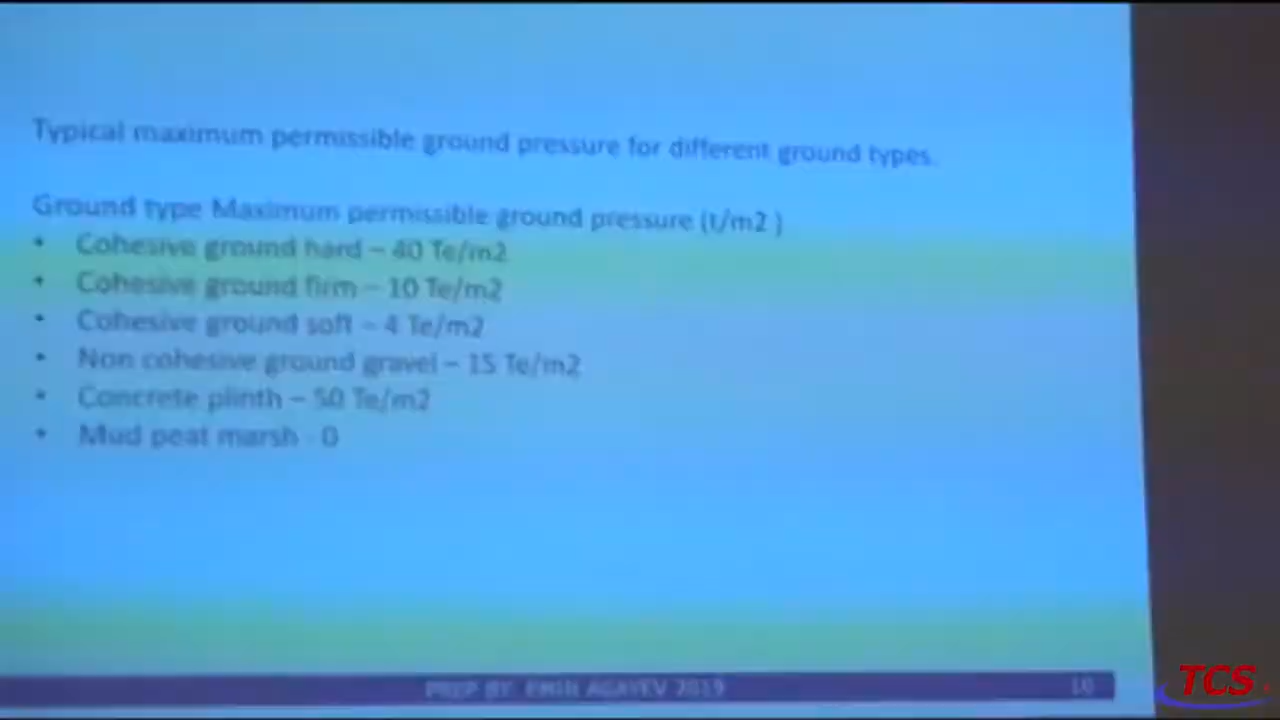 Typical maximum permissible ground pressure for different ground types.
Ground type Maximum permissible ground pressure (t/m2 )
• Cohesive ground hard – 40 Te/m2
• Cohesive ground firm – 10 Te/m2
• Cohesive ground soft – 4 Te/m2
• Non cohesive ground gravel – 15 Te/m2
• Concrete plinth – 50 Te/m2
• Mud peat marsh - 0
PREP BY: EMIN AGAYEV 2019
TCS